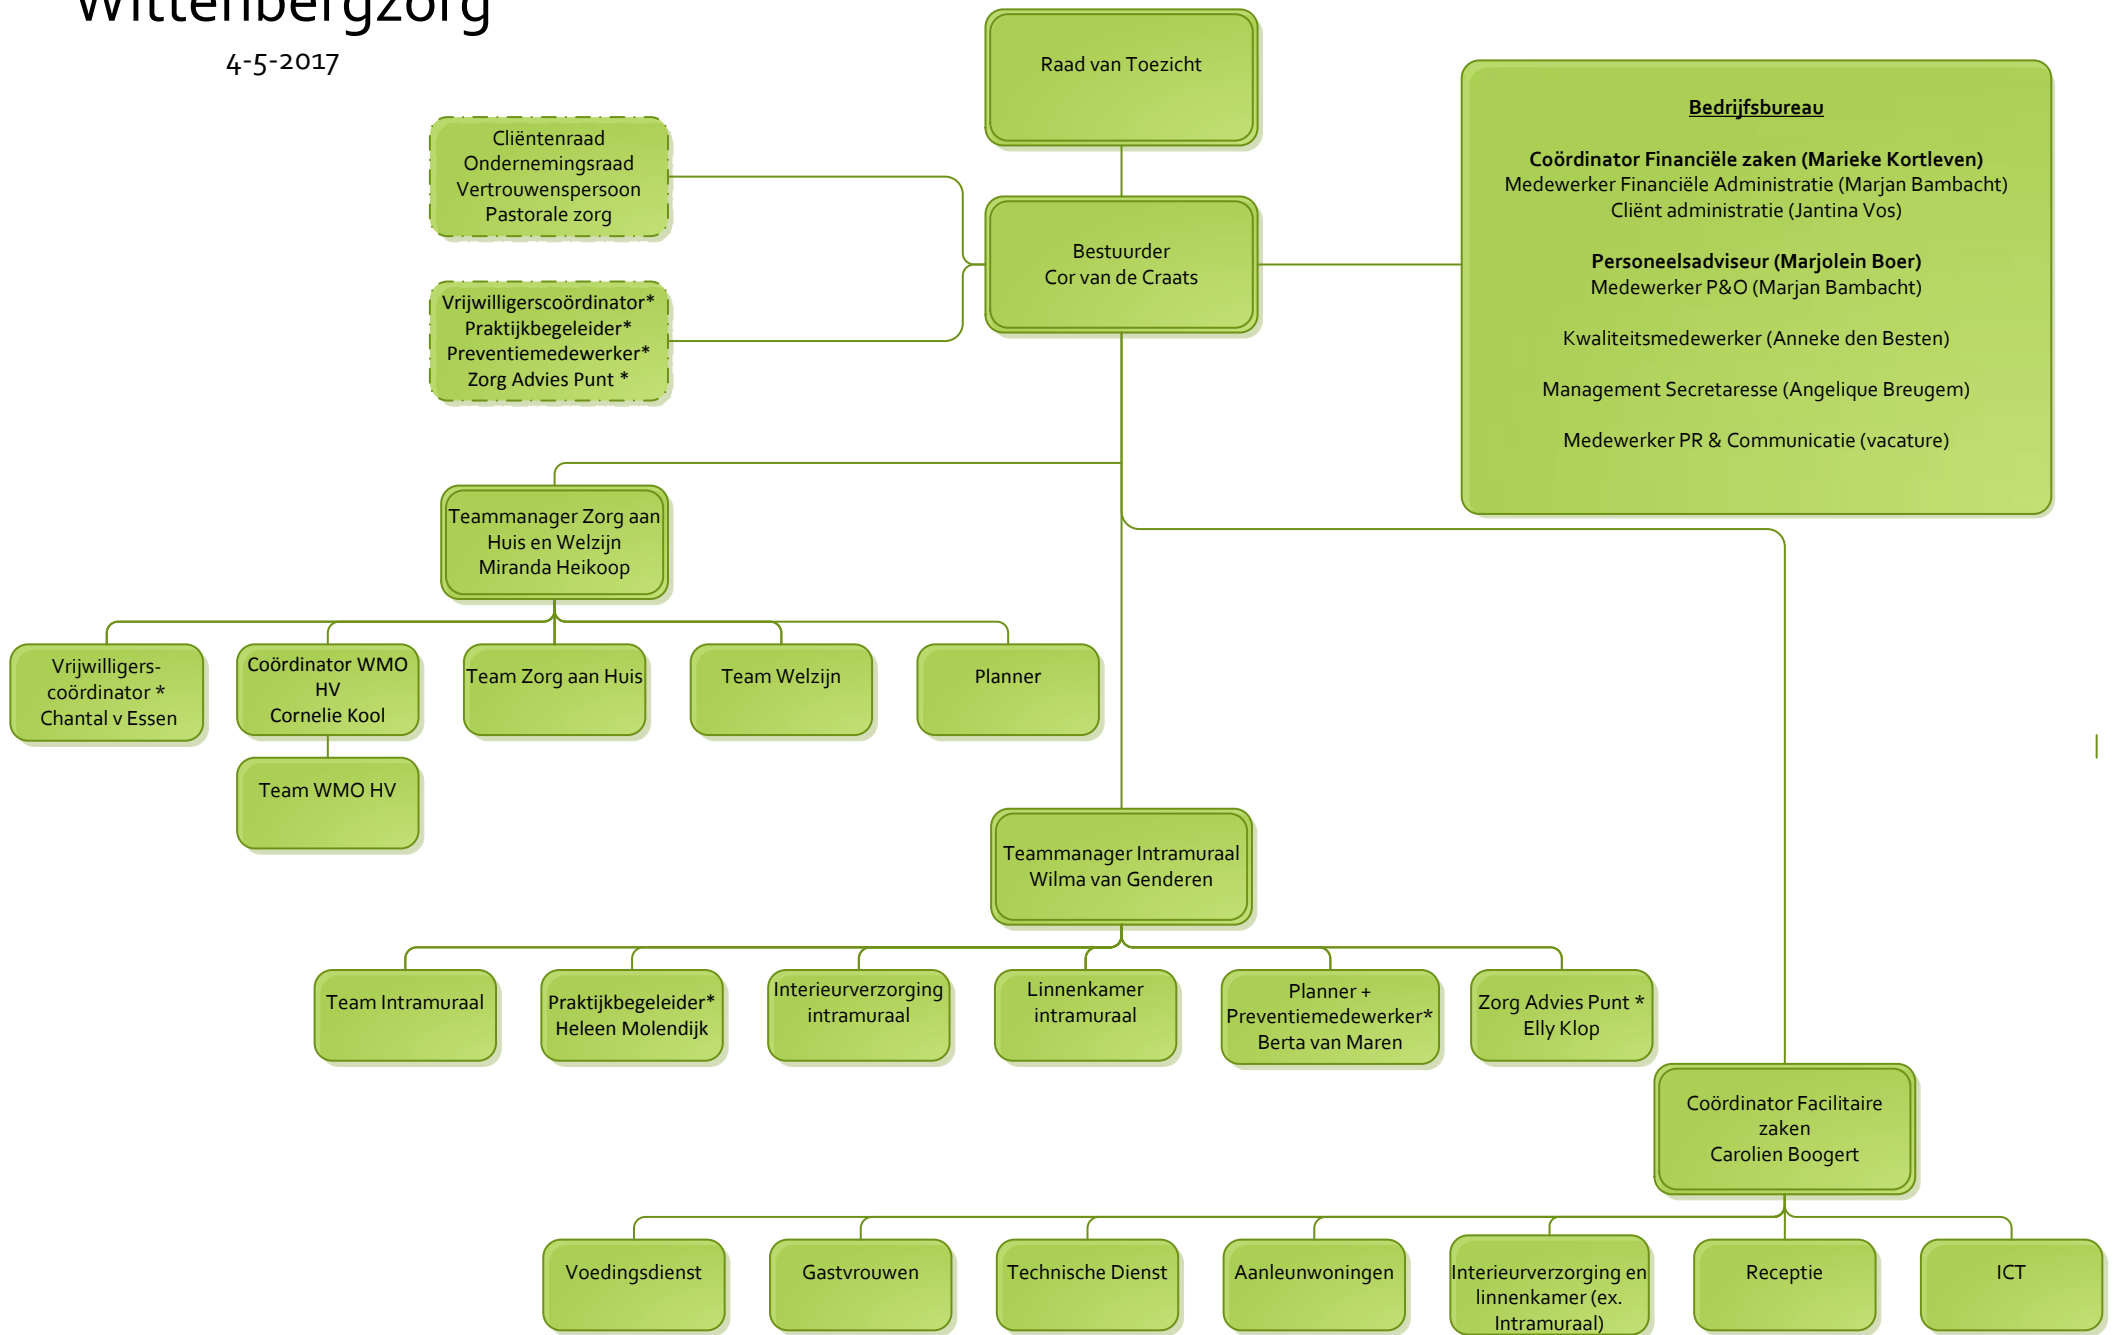 Wittenbergzorg
4-5-2017
Raad van Toezicht
Bedrijfsbureau
Coördinator Financiële zaken (Marieke Kortleven)
Medewerker Financiële Administratie (Marjan Bambacht)
Cliënt administratie (Jantina Vos)
Personeelsadviseur (Marjolein Boer)
Medewerker P&O (Marjan Bambacht)
Kwaliteitsmedewerker (Anneke den Besten)
Management Secretaresse (Angelique Breugem)
Medewerker PR & Communicatie (vacature)
Cliëntenraad
Ondernemingsraad
Vertrouwenspersoon
Pastorale zorg
Bestuurder
Cor van de Craats
Vrijwilligerscoördinator*
Praktijkbegeleider*
Preventiemedewerker*
Zorg Advies Punt *
Teammanager Zorg aan
Huis en Welzijn
Miranda Heikoop
Vrijwilligers-
coördinator *
Chantal v Essen
Coördinator WMO
HV
Cornelie Kool
Team Zorg aan Huis
Team Welzijn
Planner
Team WMO HV
Teammanager Intramuraal
Wilma van Genderen
Team Intramuraal
Praktijkbegeleider*
Heleen Molendijk
Interieurverzorging
intramuraal
Linnenkamer
intramuraal
Planner +
Preventiemedewerker*
Berta van Maren
Zorg Advies Punt *
Elly Klop
Coördinator Facilitaire
zaken
Carolien Boogert
Voedingsdienst
Gastvrouwen
Technische Dienst
Aanleunwoningen
Interieurverzorging en
linnenkamer (ex.
Intramuraal)
Receptie
ICT